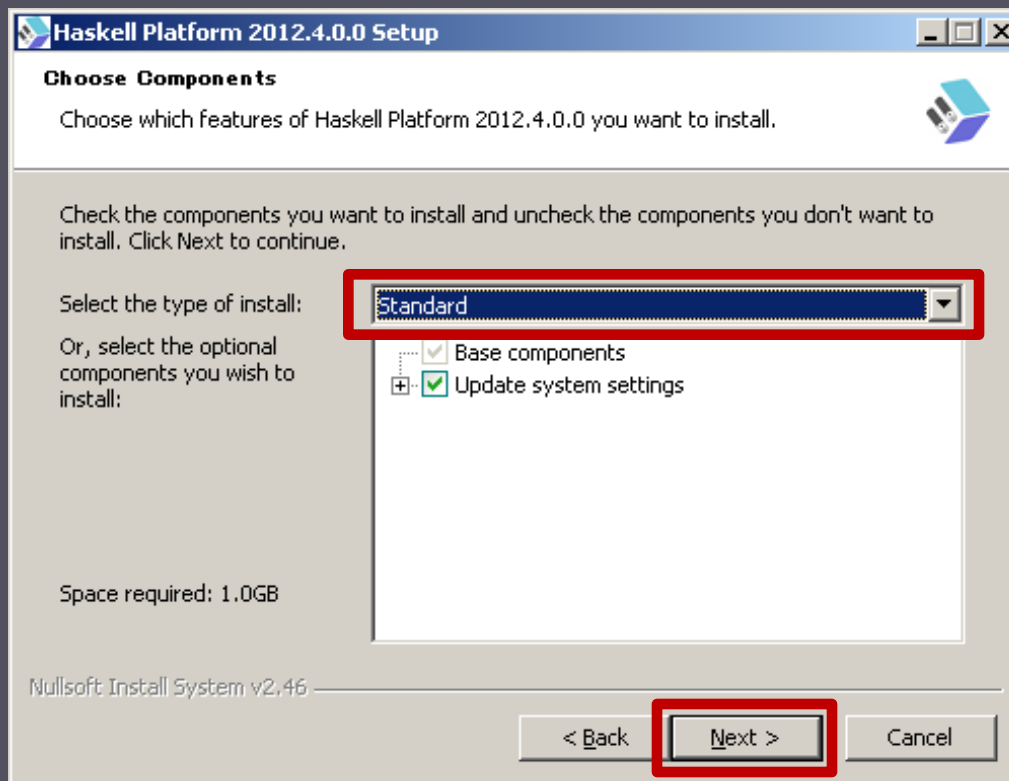 Haskell Platform 2012.4.0.0 Setup
Choose Components
Choose which features of Haskell Platform 2012.4.0.0 you want to install.
Check the components you want to install and uncheck the components you don't want to
install. Click Next to continue.
Select the type of install:
Standard
Or, select the optional
components you wish to
install:
Base components
Update system settings
Space required: 1.0GB
Nullsoft Install System v2.46
< Back
Next >
Cancel